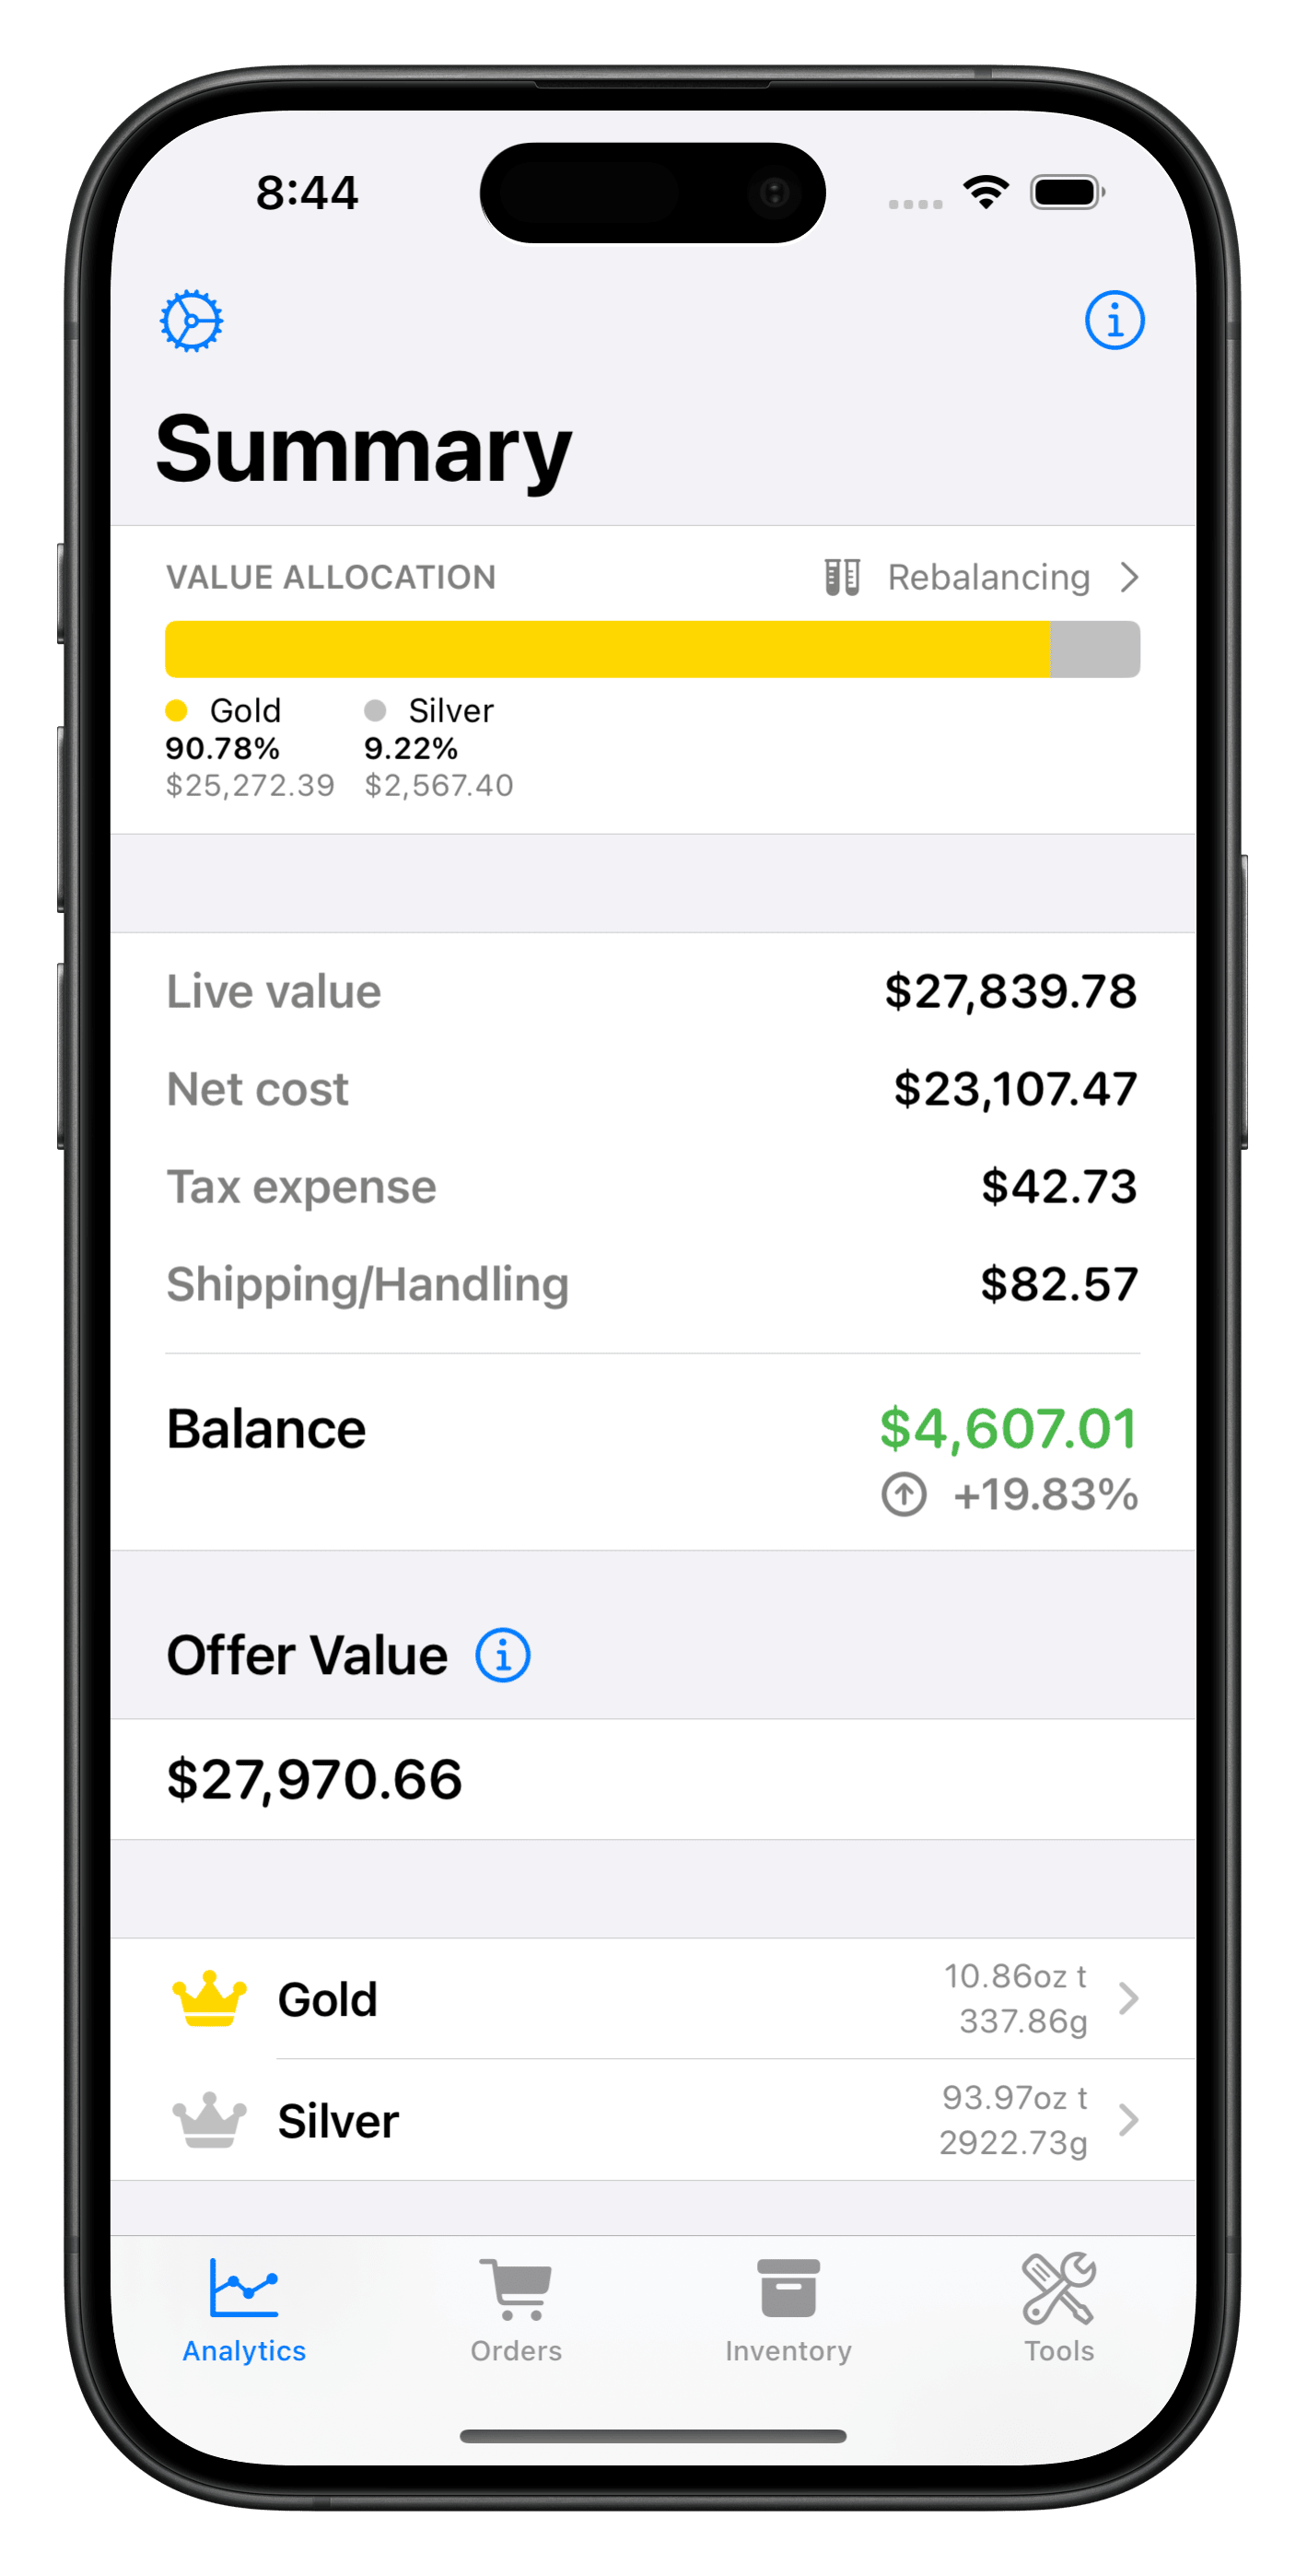 8:44
Summary
VALUE ALLOCATION Rebalancing
Gold Silver
90.78% 9.22%
$25,272.39 $2,567.40
Live value $27,839.78
Net cost $23,107.47
Tax expense $42.73
Shipping/Handling $82.57
Balance $4,607.01
+19.83%
Offer Value
$27,970.66
Gold 10.86oz t
337.86g
Silver 93.97oz t
2922.73g
Analytics Orders Inventory Tools